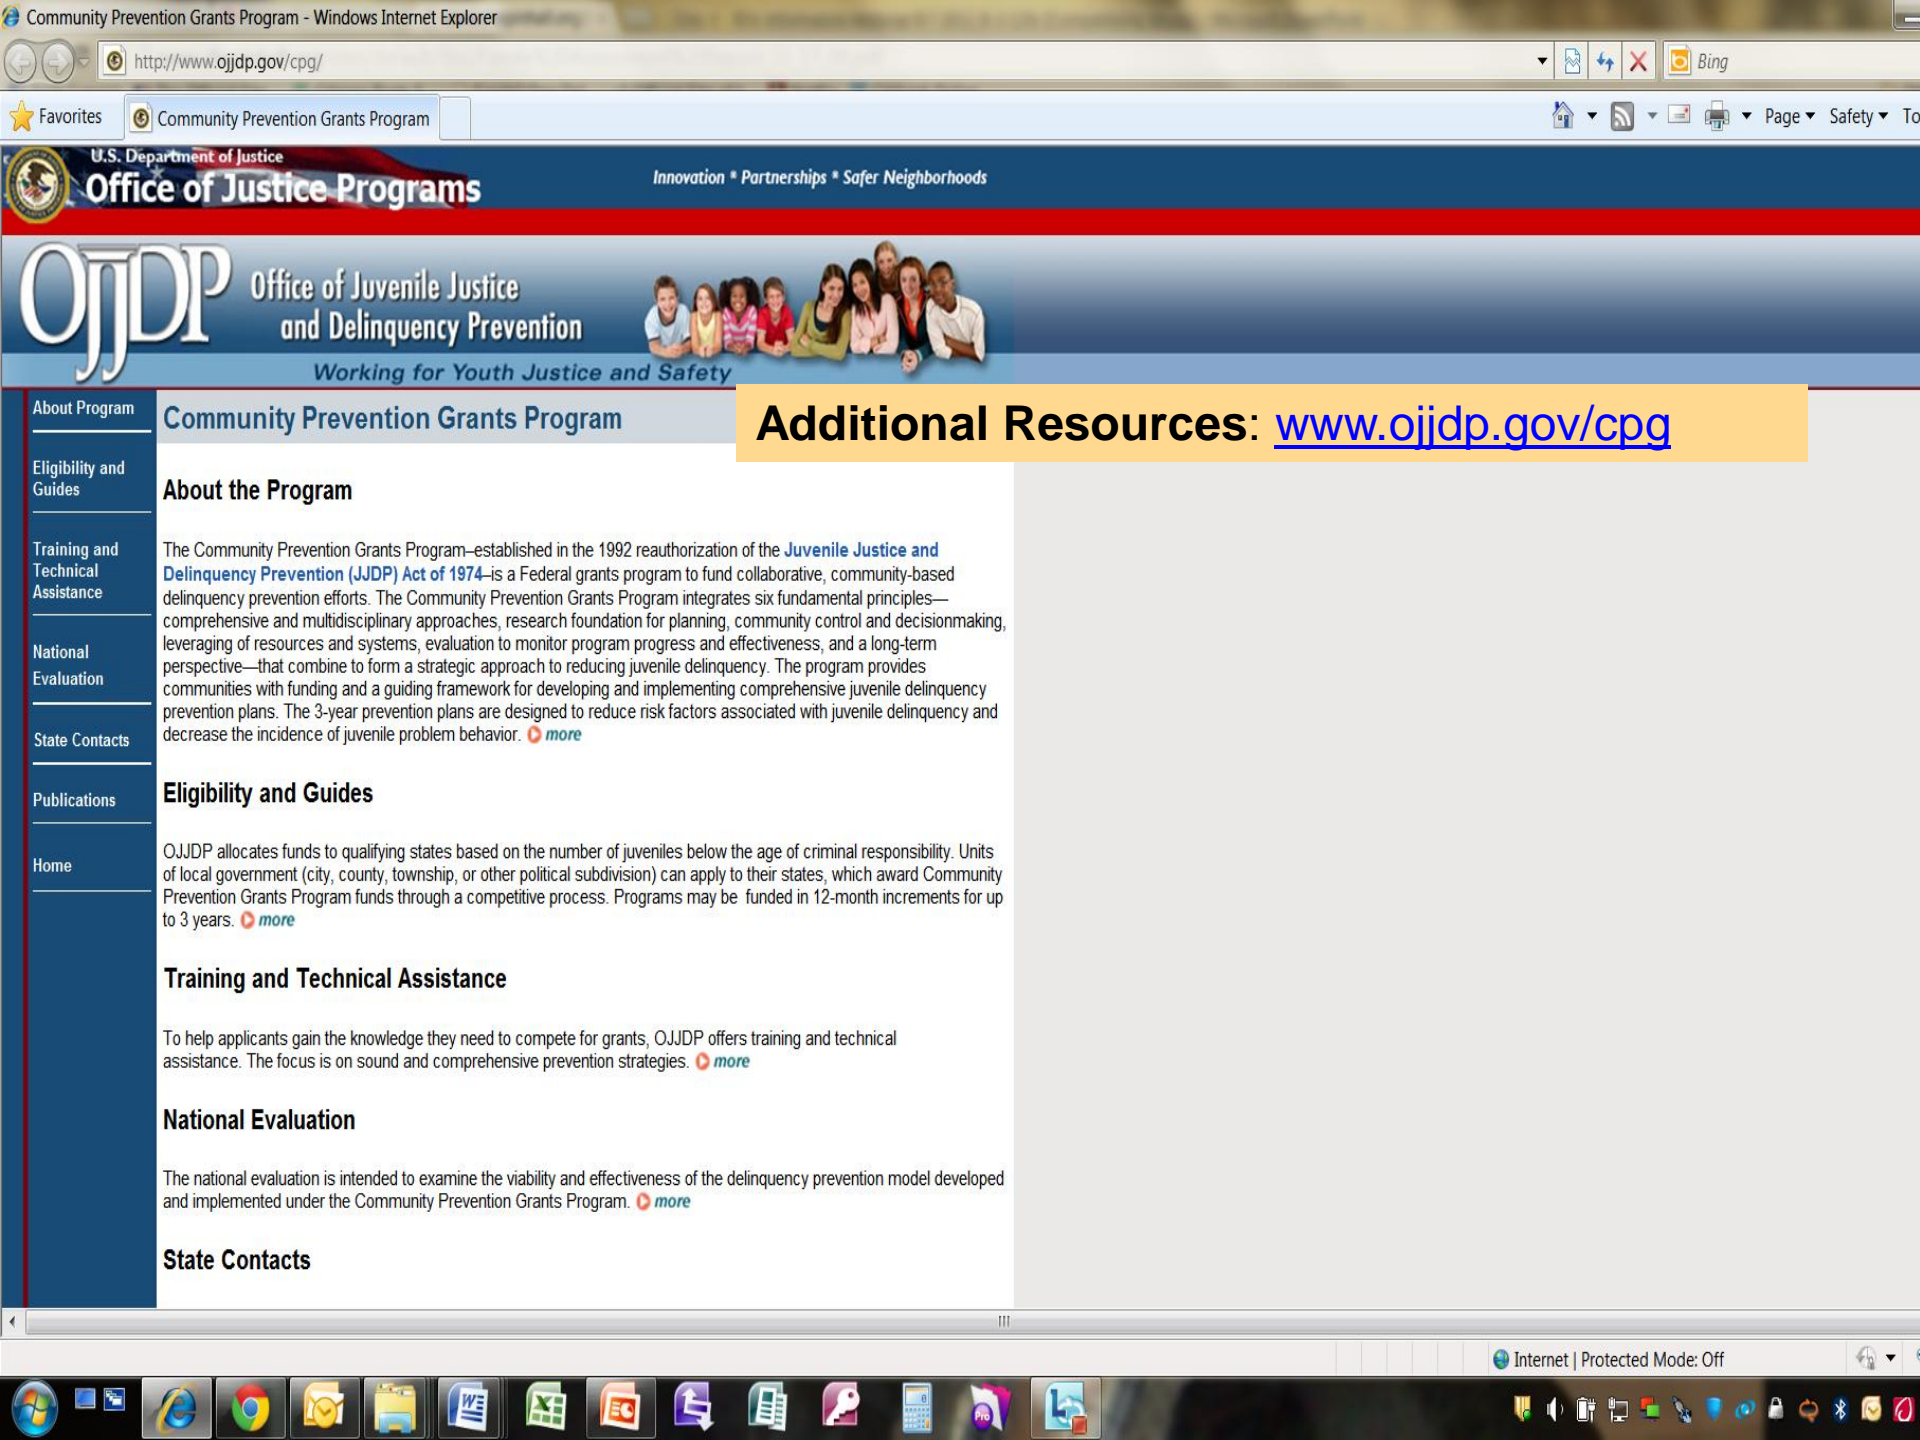 Community Prevention Grants Program - Windows Internet Explorer
http://www.ojjdp.gov/cpg/
Bing
Favorites
Community Prevention Grants Program
Page
Safety
To
U.S. Department of Justice
Office of Justice Programs
Innovation * Partnerships * Safer Neighborhoods
OJJDP
Office of Juvenile Justice
and Delinquency Prevention
Working for Youth Justice and Safety
Additional Resources: www.ojjdp.gov/cpg
About Program
Eligibility and
Guides
Training and
Technical
Assistance
National
Evaluation
State Contacts
Publications
Home
Community Prevention Grants Program
About the Program
The Community Prevention Grants Program–established in the 1992 reauthorization of the Juvenile Justice and
Delinquency Prevention (JJDP) Act of 1974–is a Federal grants program to fund collaborative, community-based
delinquency prevention efforts. The Community Prevention Grants Program integrates six fundamental principles—
comprehensive and multidisciplinary approaches, research foundation for planning, community control and decisionmaking,
leveraging of resources and systems, evaluation to monitor program progress and effectiveness, and a long-term
perspective—that combine to form a strategic approach to reducing juvenile delinquency. The program provides
communities with funding and a guiding framework for developing and implementing comprehensive juvenile delinquency
prevention plans. The 3-year prevention plans are designed to reduce risk factors associated with juvenile delinquency and
decrease the incidence of juvenile problem behavior. more
Eligibility and Guides
OJJDP allocates funds to qualifying states based on the number of juveniles below the age of criminal responsibility. Units
of local government (city, county, township, or other political subdivision) can apply to their states, which award Community
Prevention Grants Program funds through a competitive process. Programs may be funded in 12-month increments for up
to 3 years. more
Training and Technical Assistance
To help applicants gain the knowledge they need to compete for grants, OJJDP offers training and technical
assistance. The focus is on sound and comprehensive prevention strategies. more
National Evaluation
The national evaluation is intended to examine the viability and effectiveness of the delinquency prevention model developed
and implemented under the Community Prevention Grants Program. more
State Contacts
Internet | Protected Mode: Off
Pro